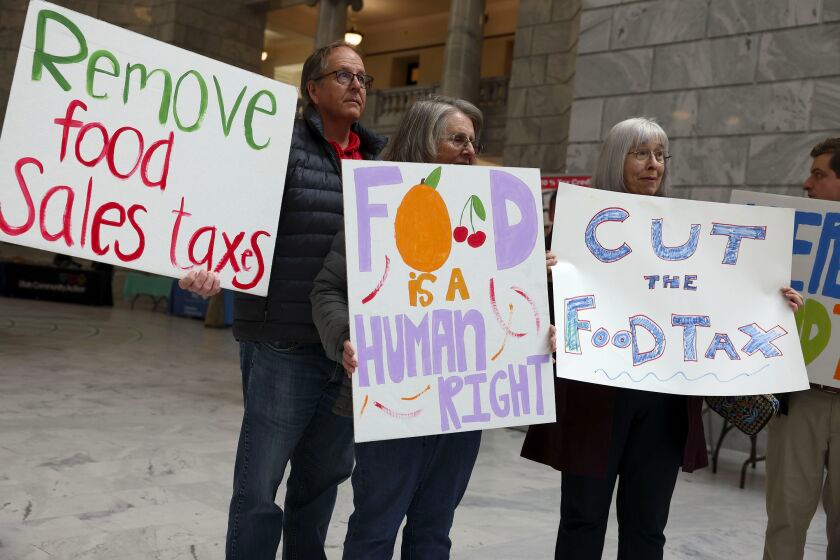 Remove
food
Sales taxes
FOOD
is A
HUMAN
RIGHT
CUT
THE
FOOD TAX